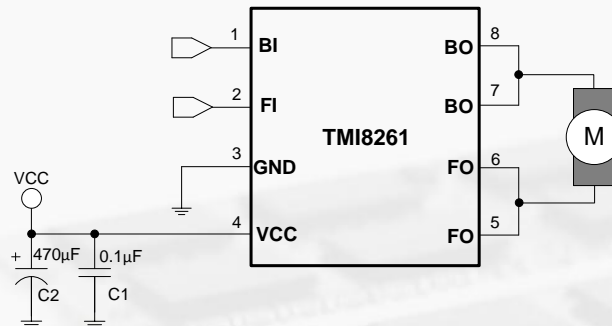 1 BI
2 FI
3 GND
4 VCC
TMI8261
BO 8
BO 7
FO 6
FO 5
M
VCC
+ 470µF
C2
0.1µF
C1